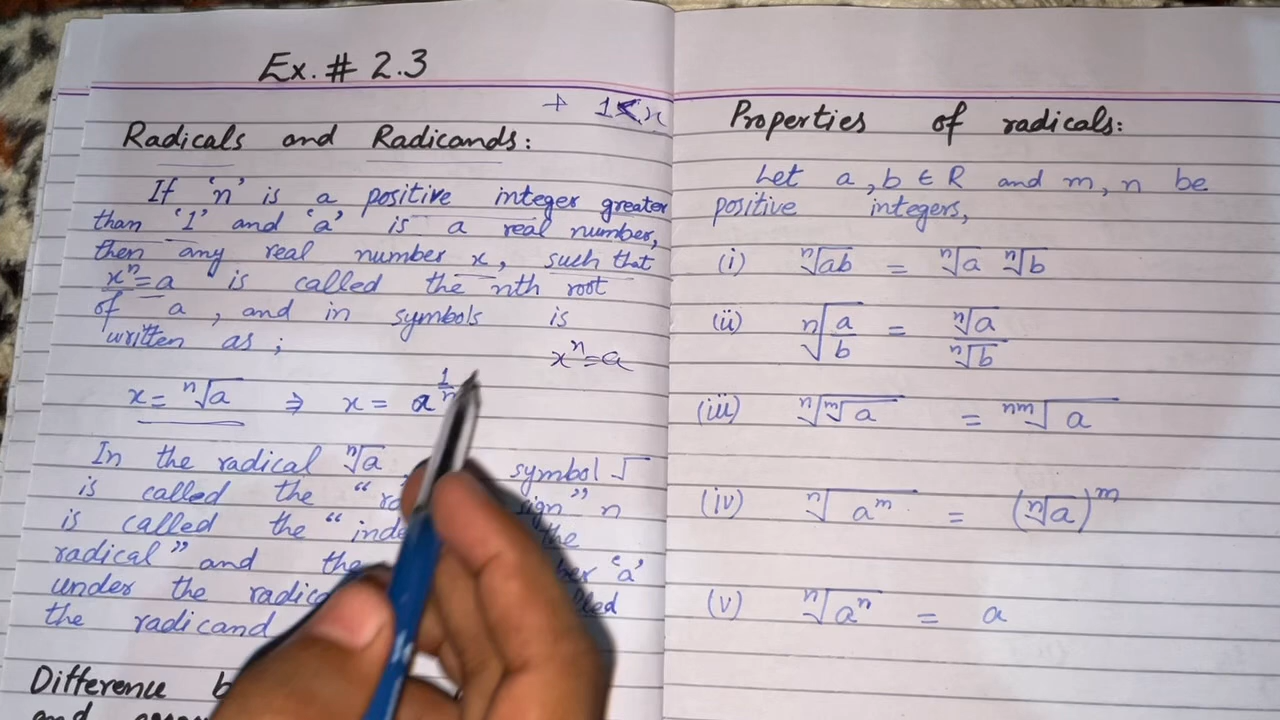 Ex. # 2.3
+ 1<x
Radicals and Radicands:
If 'n' is a positive integer greater
than '1' and 'a' is a real number,
then any real number x, such that
xⁿ=a is called the nth root
of a, and in symbols is
written as;
xⁿ=a
x = ⁿ√a ⇒ x = a^(1/n)
In the radical ⁿ√a symbol √
is called the " sign" n
is called the " the
radical" and the 'a'
under the
the radicand
Difference
and
Properties of radicals:
Let a, b ∈ R and m, n be
positive integers,
(i) ⁿ√ab = ⁿ√a ⁿ√b
(ii) ⁿ√(a/b) = ⁿ√a / ⁿ√b
(iii) ⁿ√(ᵐ√a) = ⁿᵐ√a
(iv) ⁿ√aᵐ = (ⁿ√a)ᵐ
(v) ⁿ√aⁿ = a